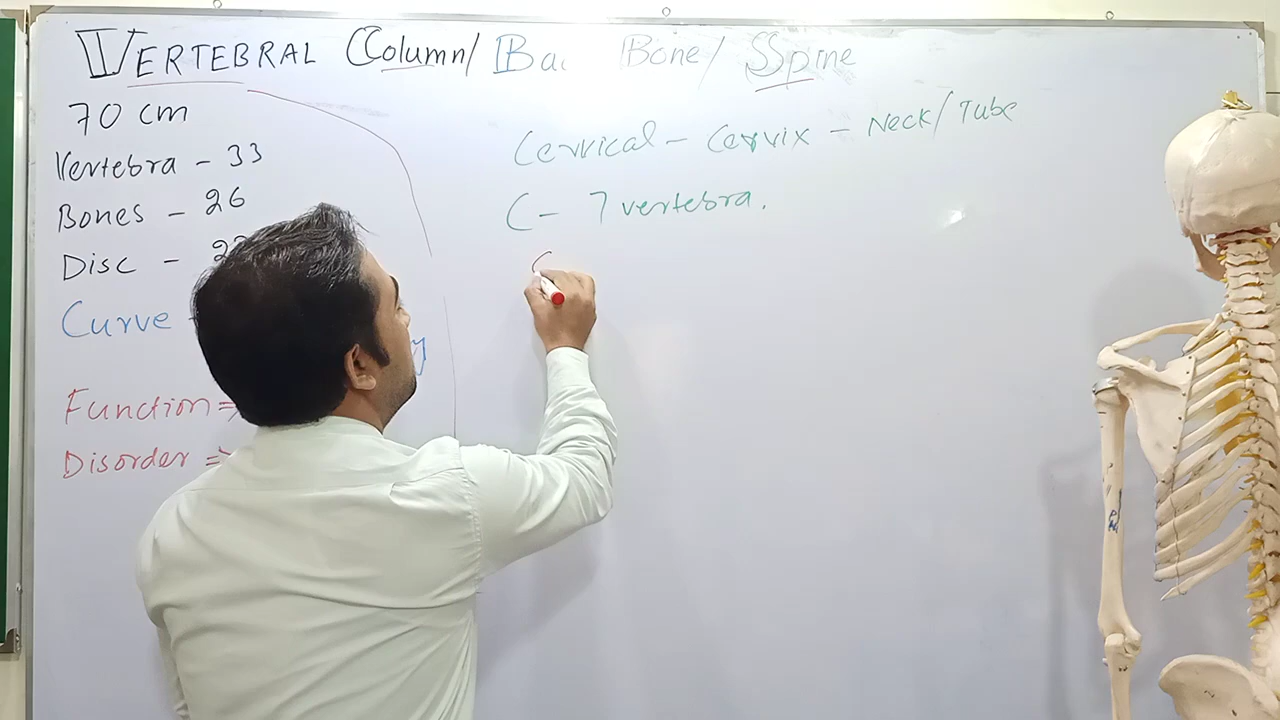 VERTEBRAL Column/ Ba Bone/ Spine
70 cm
Vertebra - 33
Bones - 26
Disc -
Curve
Function =
Disorder =>
Cervical - Cervix - Neck/Tube
C - 7 vertebra.
C